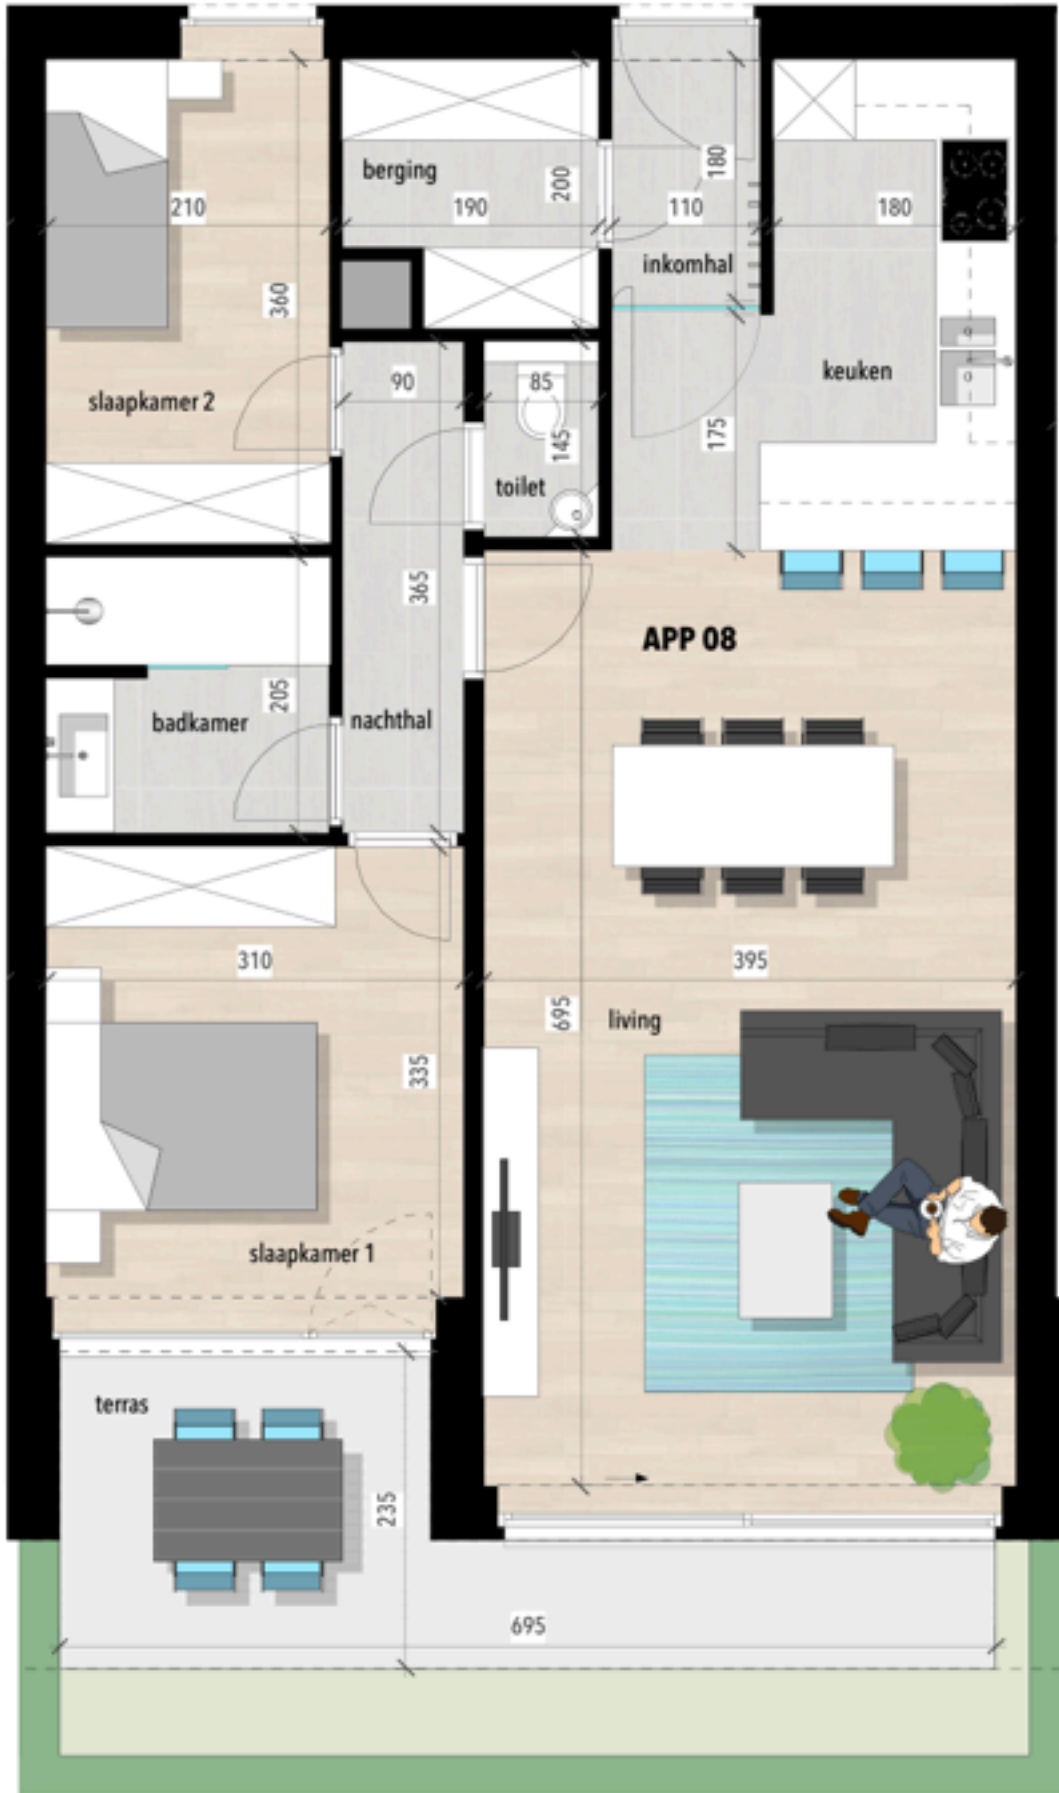 berging
200
180
210
190
110
180
inkomhal
360
keuken
90
85
slaapkamer 2
175
145
toilet
365
APP 08
205
badkamer
nachthal
310
395
695
living
335
slaapkamer 1
terras
235
695